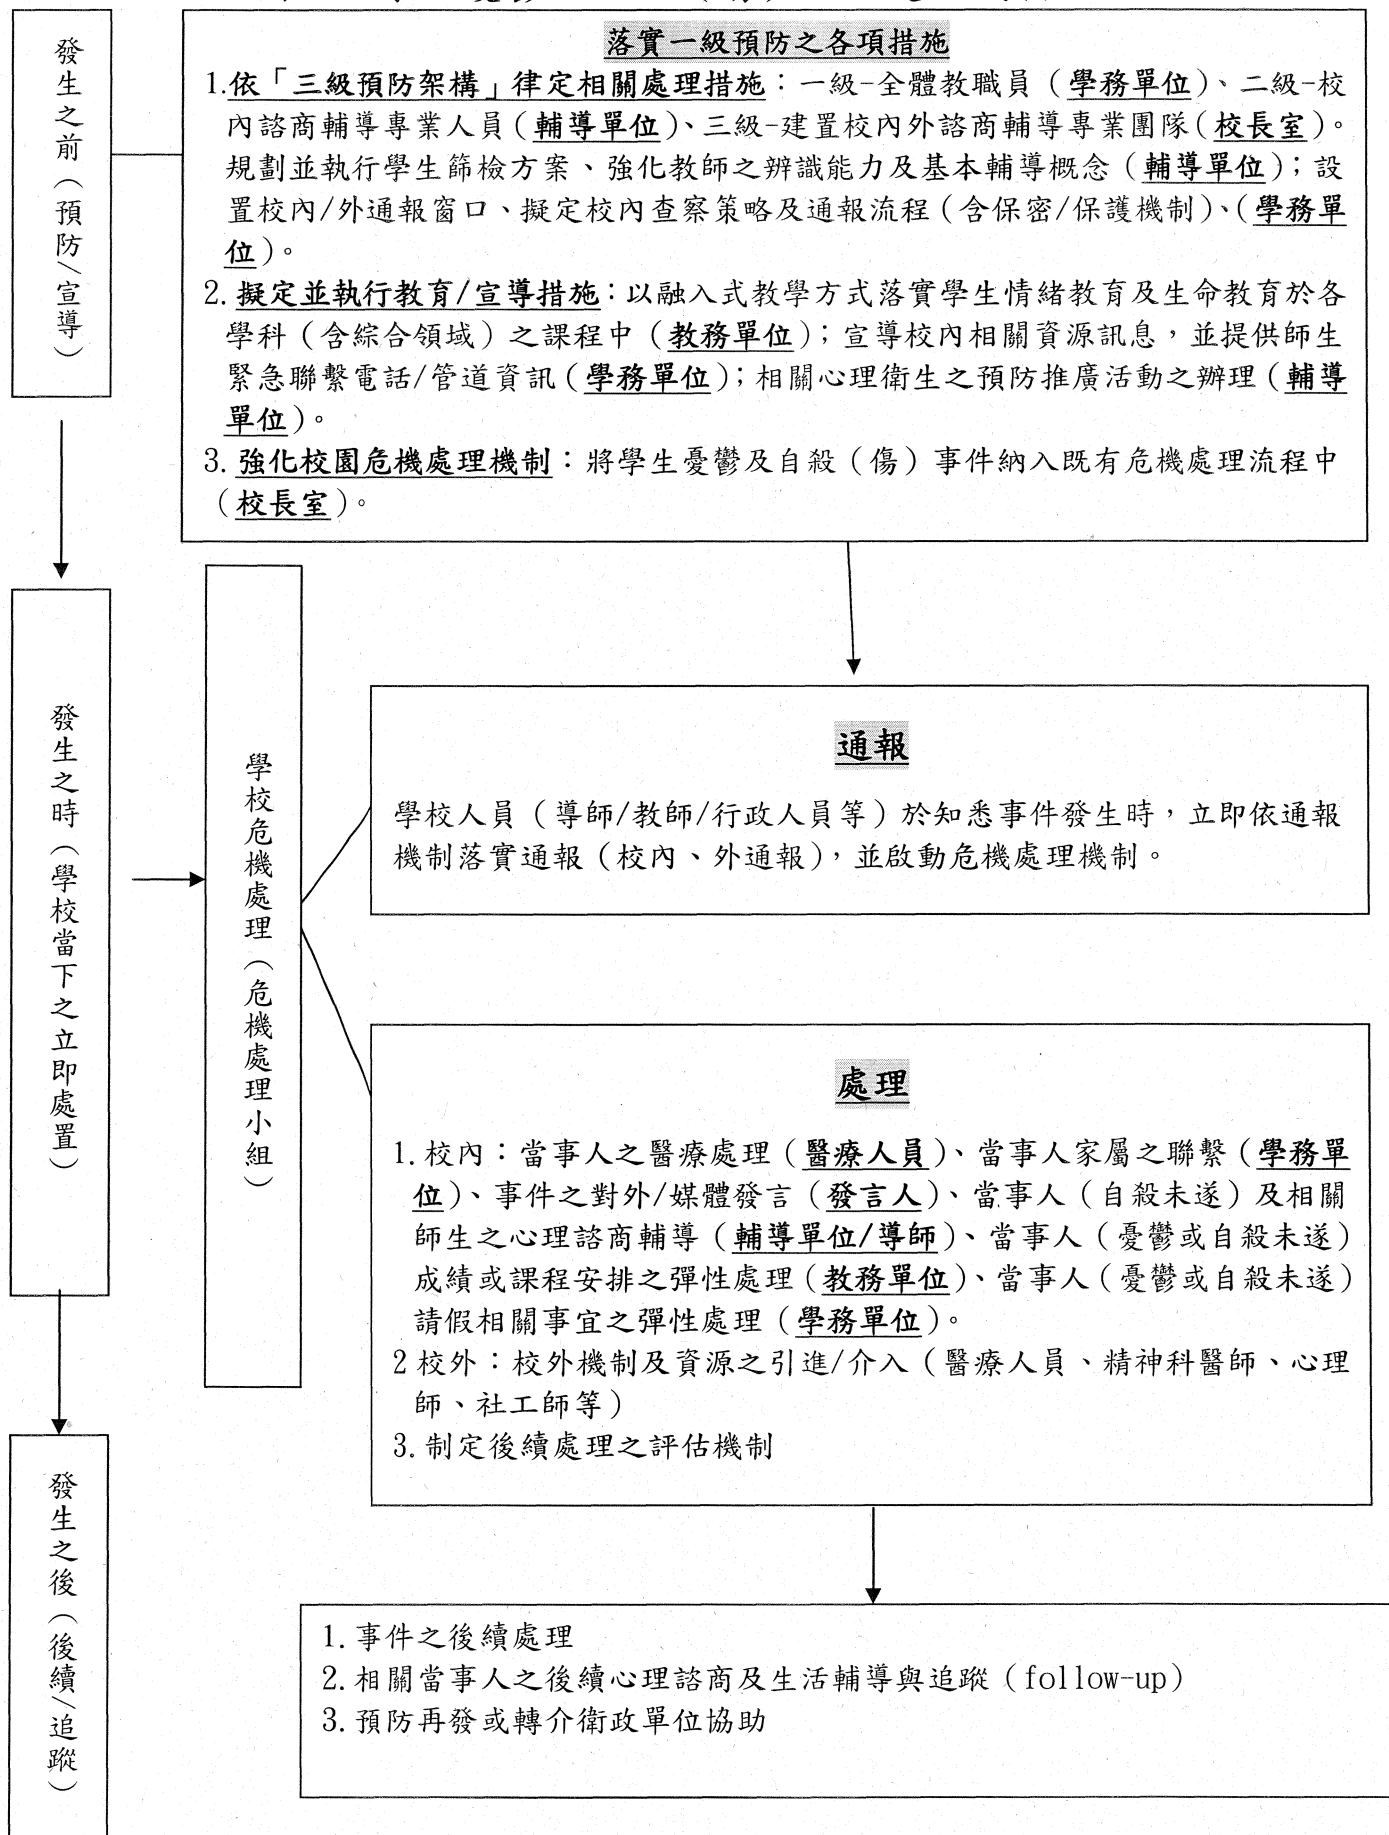 發生之前（預防/宣導）
落實一級預防之各項措施
1.依「三級預防架構」律定相關處理措施：一級-全體教職員（學務單位）、二級-校
內諮商輔導專業人員（輔導單位）、三級-建置校內外諮商輔導專業團隊（校長室）。
規劃並執行學生篩檢方案、強化教師之辨識能力及基本輔導概念（輔導單位）；設
置校內/外通報窗口、擬定校內查察策略及通報流程（含保密/保護機制）、（學務單
位）。
2. 擬定並執行教育/宣導措施：以融入式教學方式落實學生情緒教育及生命教育於各
學科（含綜合領域）之課程中（教務單位）；宣導校內相關資源訊息，並提供師生
緊急聯繫電話/管道資訊（學務單位）；相關心理衛生之預防推廣活動之辦理（輔導
單位）。
3. 強化校園危機處理機制：將學生憂鬱及自殺（傷）事件納入既有危機處理流程中
（校長室）。
發生之時（學校當下之立即處置）
學校危機處理（危機處理小組）
通報
學校人員（導師/教師/行政人員等）於知悉事件發生時，立即依通報
機制落實通報（校內、外通報），並啟動危機處理機制。
處理
1. 校內：當事人之醫療處理（醫療人員）、當事人家屬之聯繫（學務單
位）、事件之對外/媒體發言（發言人）、當事人（自殺未遂）及相關
師生之心理諮商輔導（輔導單位/導師）、當事人（憂鬱或自殺未遂）
成績或課程安排之彈性處理（教務單位）、當事人（憂鬱或自殺未遂）
請假相關事宜之彈性處理（學務單位）。
2 校外：校外機制及資源之引進/介入（醫療人員、精神科醫師、心理
師、社工師等）
3. 制定後續處理之評估機制
發生之後（後續/追蹤）
1. 事件之後續處理
2. 相關當事人之後續心理諮商及生活輔導與追蹤（follow-up）
3. 預防再發或轉介衛政單位協助